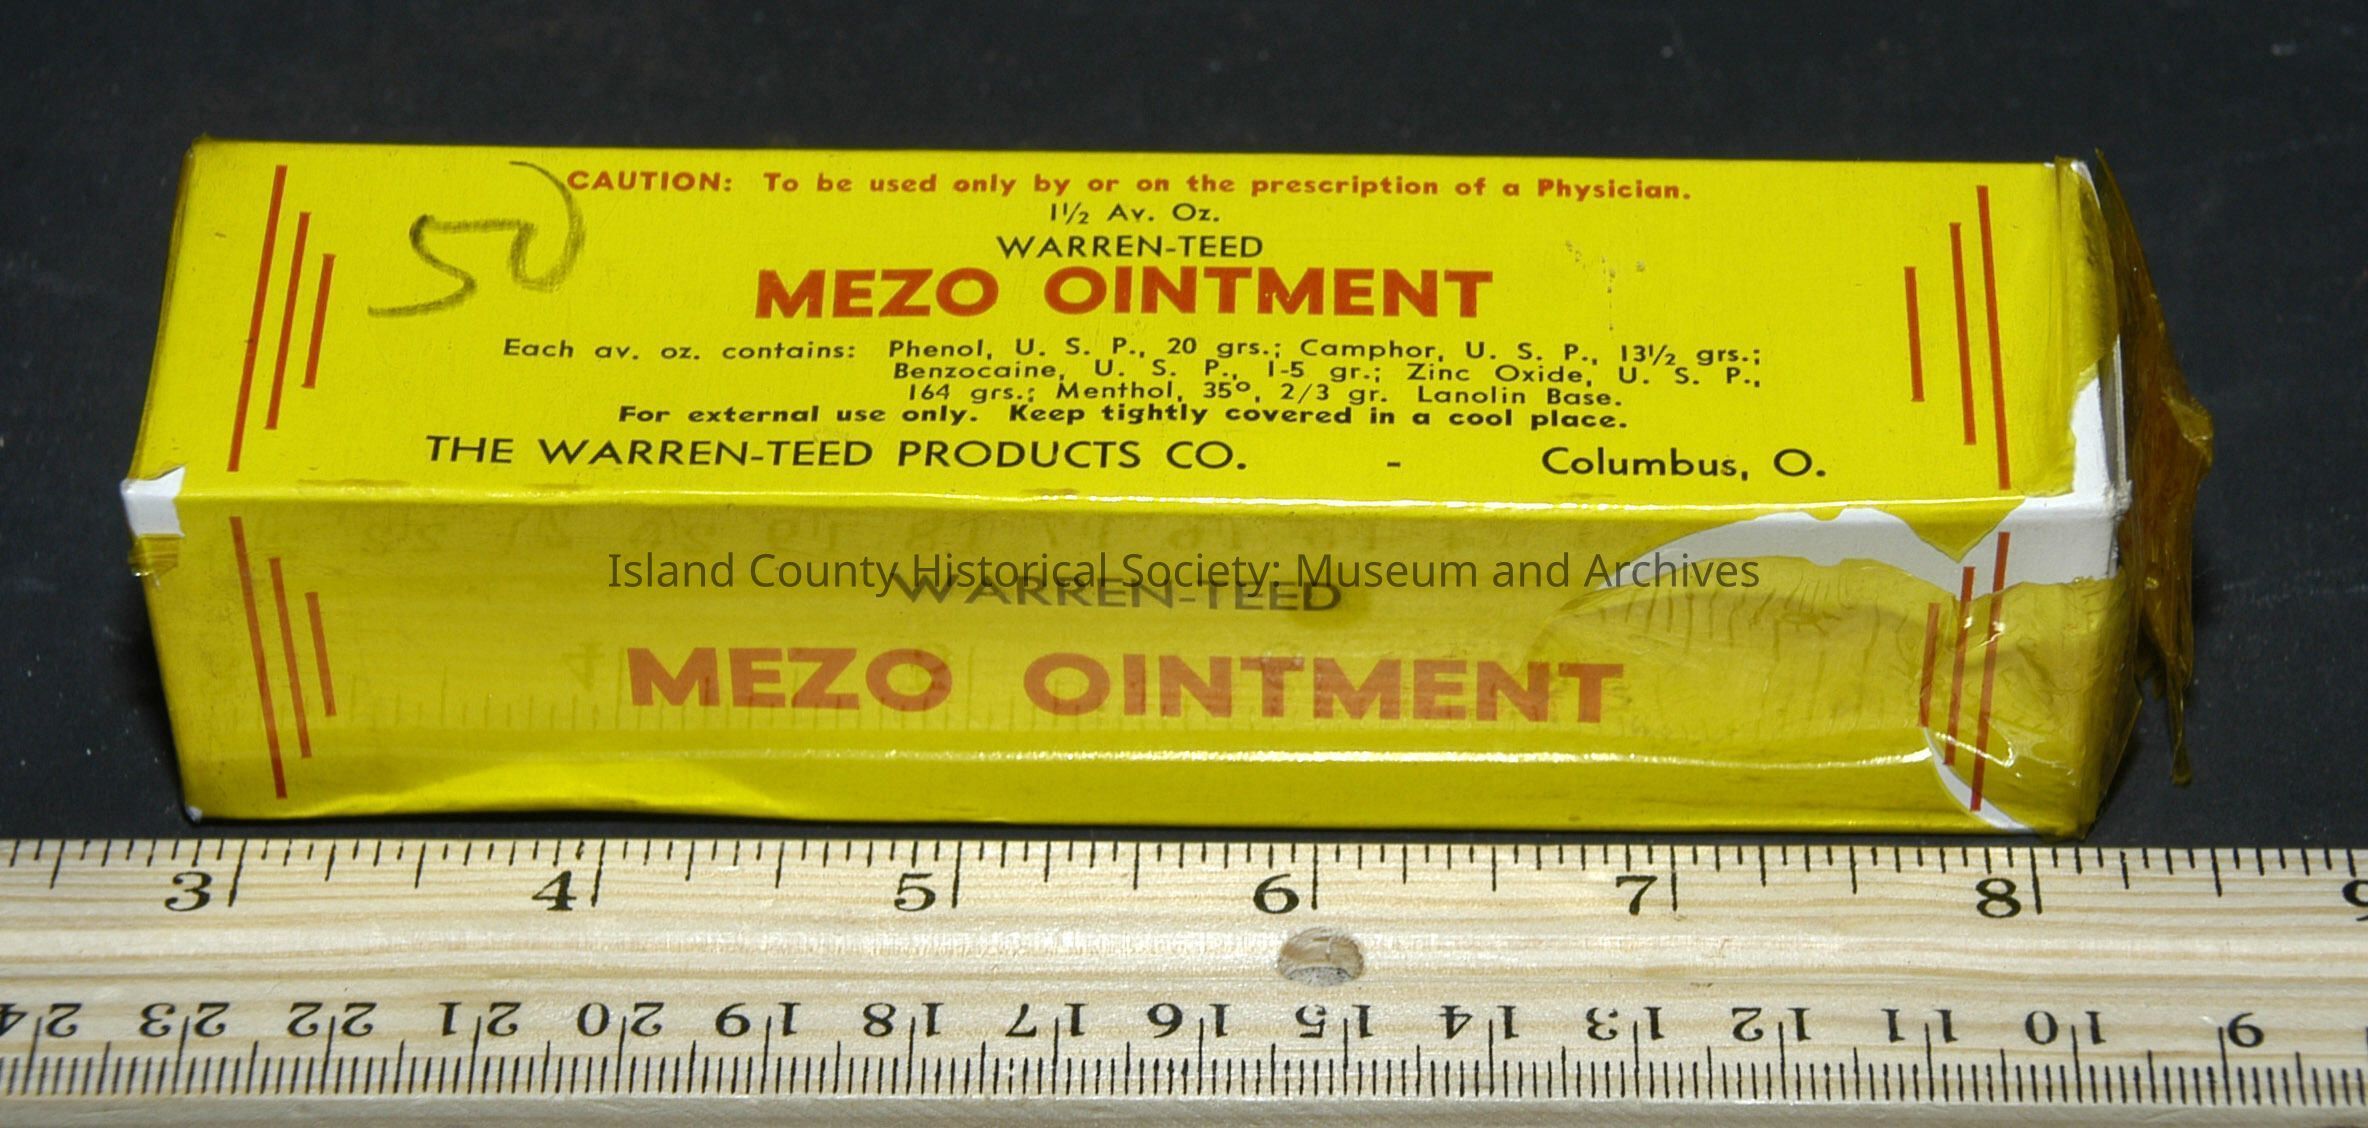 50
CAUTION: To be used only by or on the prescription of a Physician.
1½ Av. Oz.
WARREN-TEED
MEZO OINTMENT
Each av. oz. contains: Phenol, U. S. P., 20 grs.; Camphor, U. S. P., 13½ grs.;
Benzocaine, U. S. P., 1-5 gr.; Zinc Oxide, U. S. P.,
164 grs.; Menthol, 35°, 2/3 gr. Lanolin Base.
For external use only. Keep tightly covered in a cool place.
THE WARREN-TEED PRODUCTS CO. - Columbus, O.
Island County Historical Society: Museum and Archives
WARREN-TEED
MEZO OINTMENT
3 4 5 6 7 8 9
24 23 22 21 20 19 18 17 16 15 14 13 12 11 10 9